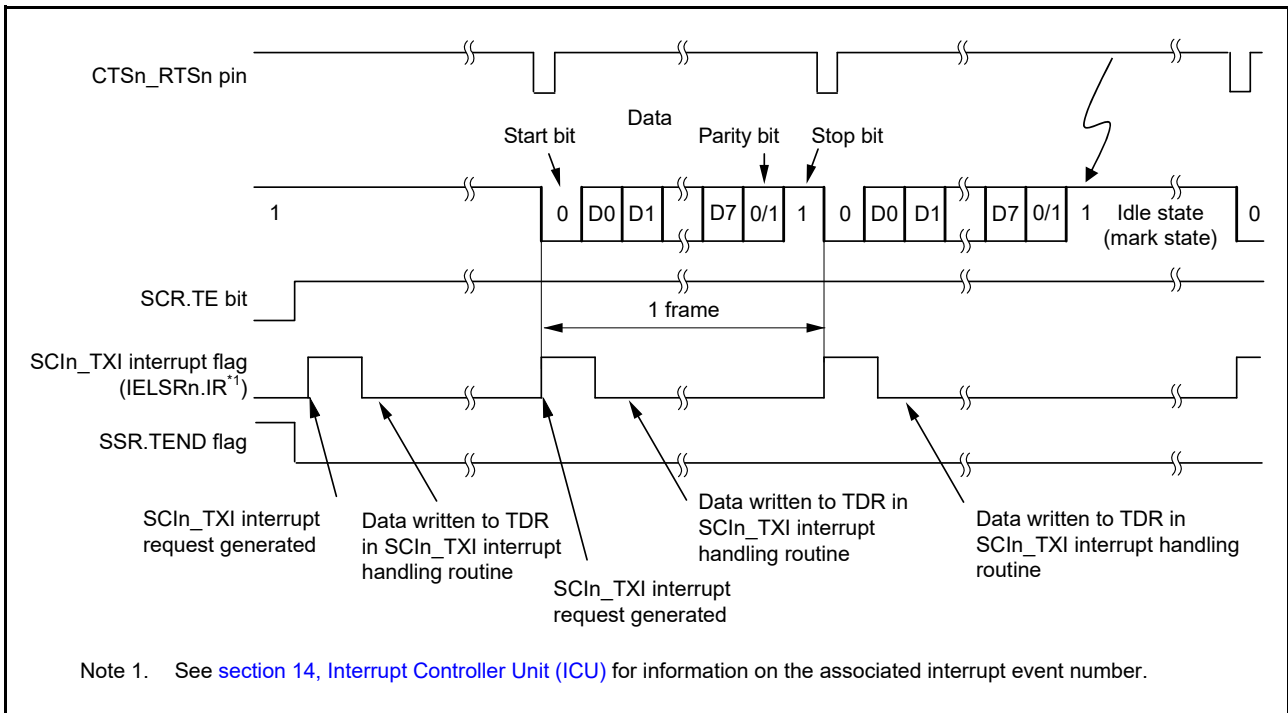 CTSn_RTSn pin
Data
Start bit
Parity bit
Stop bit
1
0 D0 D1 D7 0/1 1 0 D0 D1 D7 0/1 1 Idle state (mark state) 0
SCR.TE bit
1 frame
SCIn_TXI interrupt flag
(IELSRn.IR*1)
SSR.TEND flag
SCIn_TXI interrupt
request generated
Data written to TDR
in SCIn_TXI interrupt
handling routine
SCIn_TXI interrupt
request generated
Data written to TDR in
SCIn_TXI interrupt
handling routine
Data written to TDR in
SCIn_TXI interrupt handling
routine
Note 1. See section 14, Interrupt Controller Unit (ICU) for information on the associated interrupt event number.